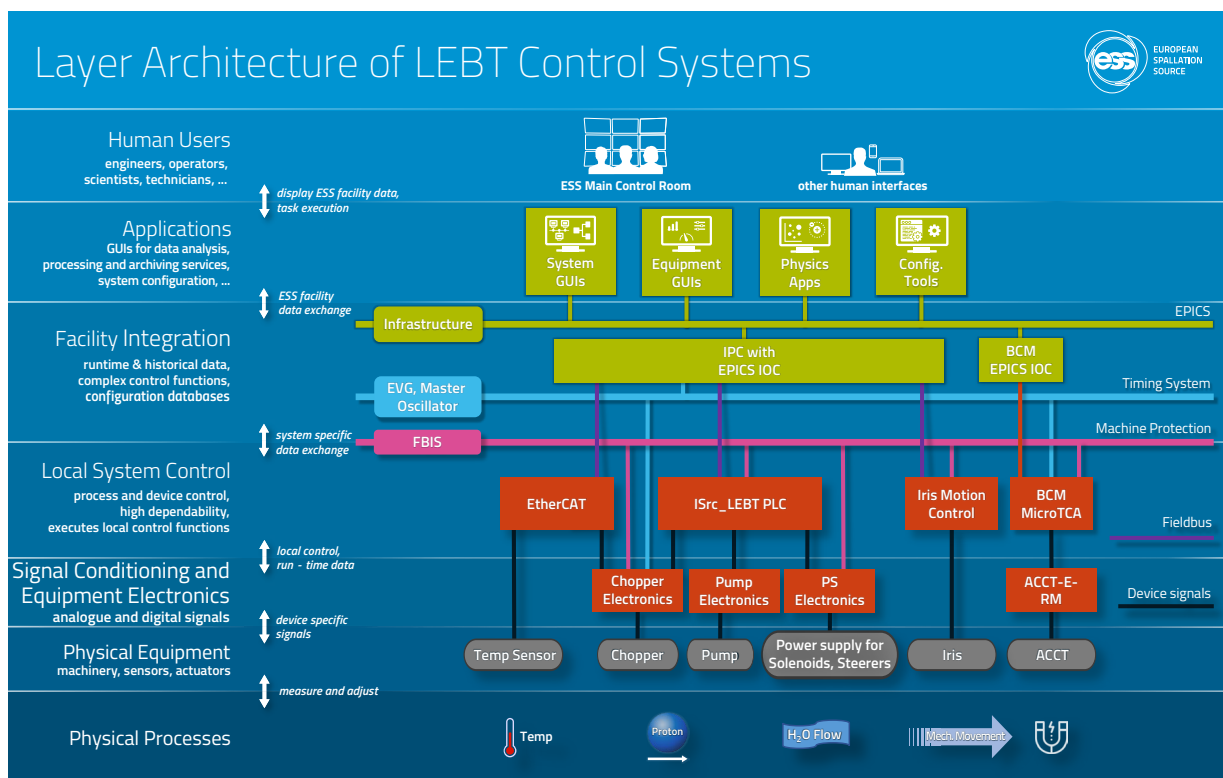 Layer Architecture of LEBT Control Systems
ess
EUROPEAN
SPALLATION
SOURCE
Human Users
engineers, operators,
scientists, technicians, ...
ESS Main Control Room
other human interfaces
display ESS facility data,
task execution
Applications
GUIs for data analysis,
processing and archiving services,
system configuration, ...
System
GUIs
Equipment
GUIs
Physics
Apps
Config.
Tools
ESS facility
data exchange
Facility Integration
runtime & historical data,
complex control functions,
configuration databases
Infrastructure
EPICS
IPC with
EPICS IOC
BCM
EPICS IOC
EVG, Master
Oscillator
Timing System
system specific
data exchange
FBIS
Machine Protection
Local System Control
process and device control,
high dependability,
executes local control functions
EtherCAT
ISrc_LEBT PLC
Iris Motion
Control
BCM
MicroTCA
Fieldbus
local control,
run - time data
Signal Conditioning and
Equipment Electronics
analogue and digital signals
Chopper
Electronics
Pump
Electronics
PS
Electronics
ACCT-E-
RM
Device signals
device specific
signals
Physical Equipment
machinery, sensors, actuators
Temp Sensor
Chopper
Pump
Power supply for
Solenoids, Steerers
Iris
ACCT
measure and adjust
Physical Processes
Temp
Proton
H₂O Flow
Mech. Movement